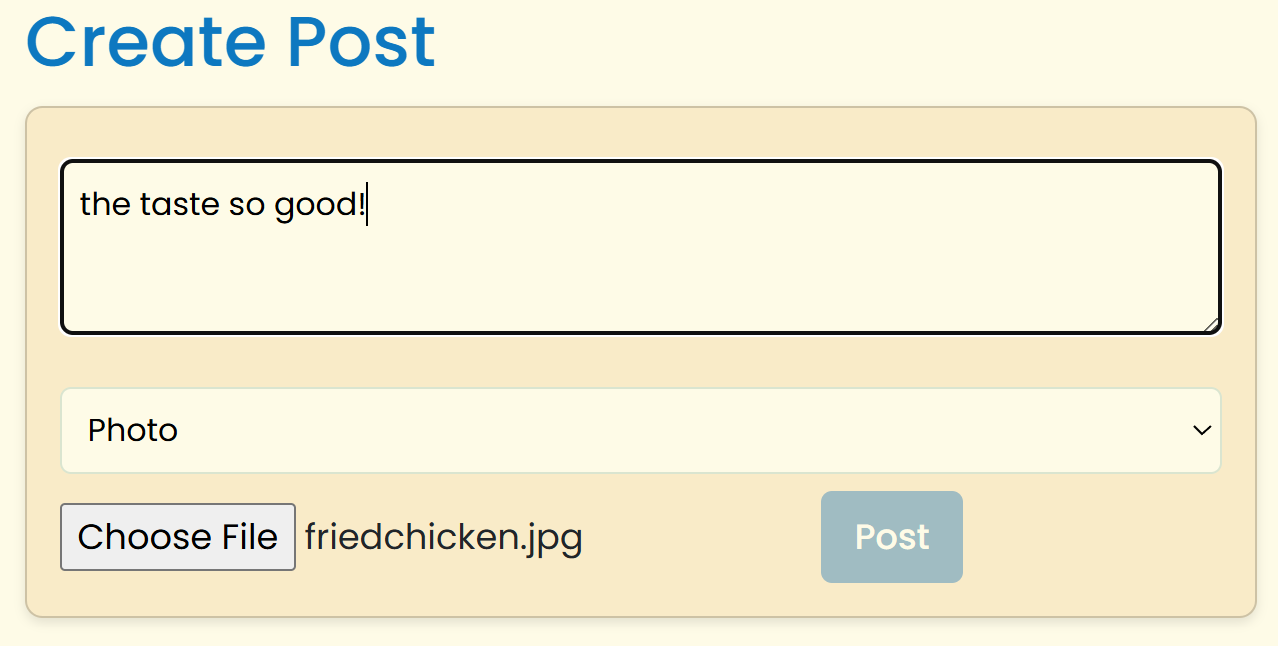 Create Post
the taste so good!
Photo
Choose File friedchicken.jpg
Post